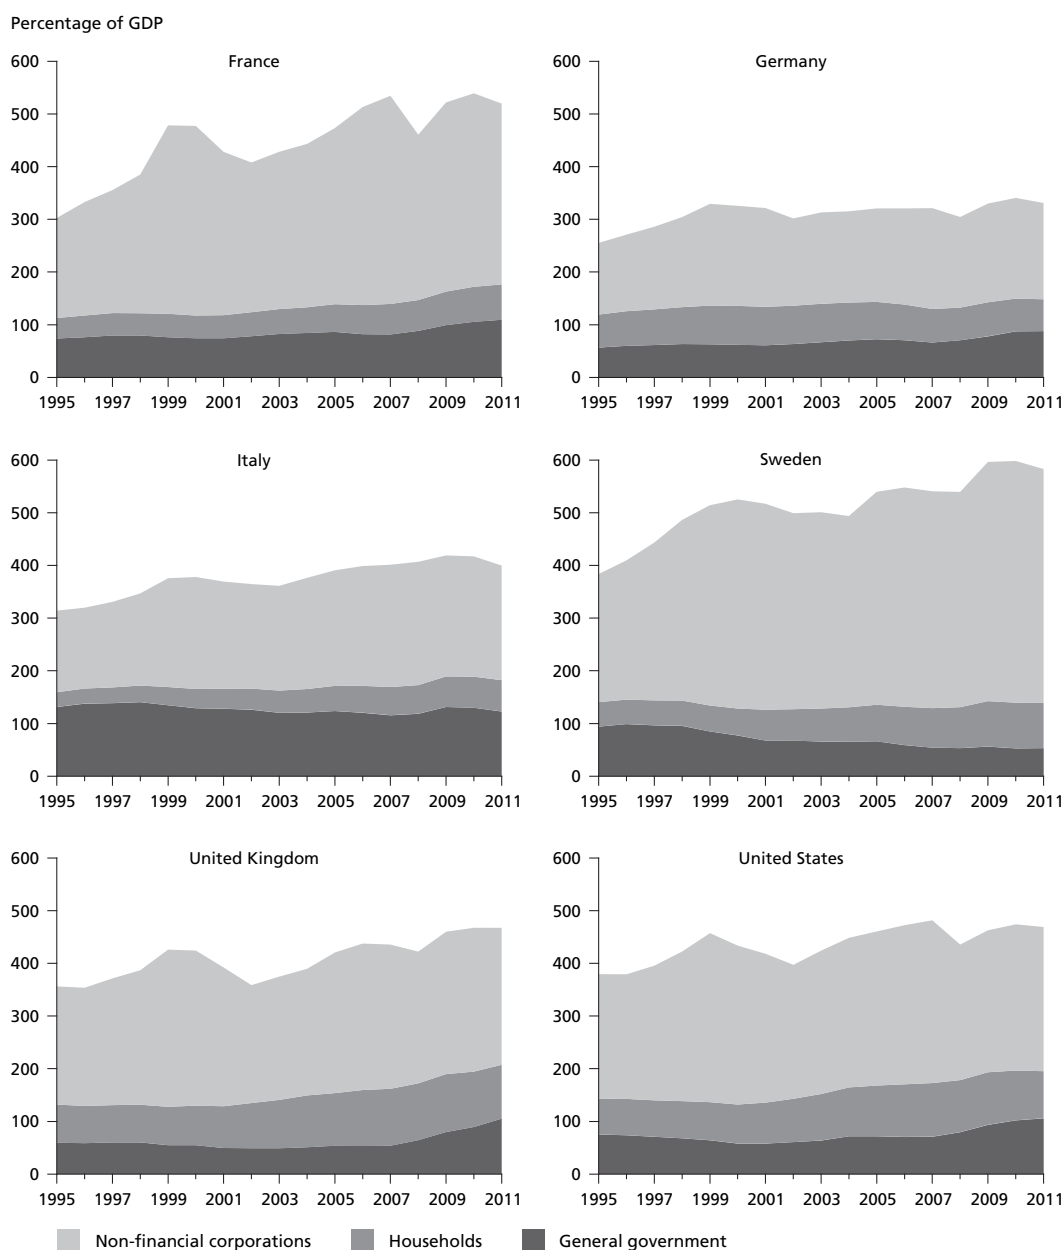 Percentage of GDP
France Germany
600 600
500 500
400 400
300 300
200 200
100 100
0 0
1995 1997 1999 2001 2003 2005 2007 2009 2011 1995 1997 1999 2001 2003 2005 2007 2009 2011
Italy Sweden
600 600
500 500
400 400
300 300
200 200
100 100
0 0
1995 1997 1999 2001 2003 2005 2007 2009 2011 1995 1997 1999 2001 2003 2005 2007 2009 2011
United Kingdom United States
600 600
500 500
400 400
300 300
200 200
100 100
0 0
1995 1997 1999 2001 2003 2005 2007 2009 2011 1995 1997 1999 2001 2003 2005 2007 2009 2011
Non-financial corporations Households General government